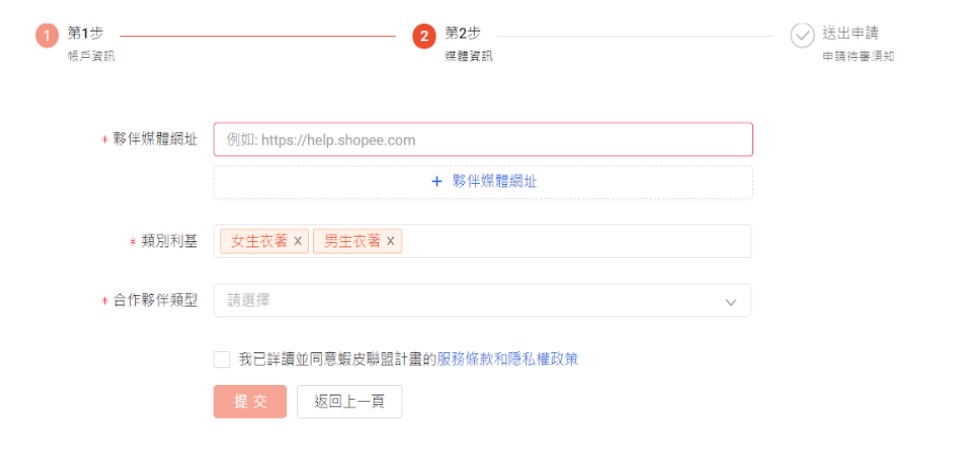 1 第1步
帳戶資訊
2 第2步
媒體資訊
送出申請
申請待審須知
* 夥伴媒體網址 例如: https://help.shopee.com
+ 夥伴媒體網址
* 類別利基 女生衣著 x 男生衣著 x
* 合作夥伴類型 請選擇
我已詳讀並同意蝦皮聯盟計畫的服務條款和隱私權政策
提交 返回上一頁